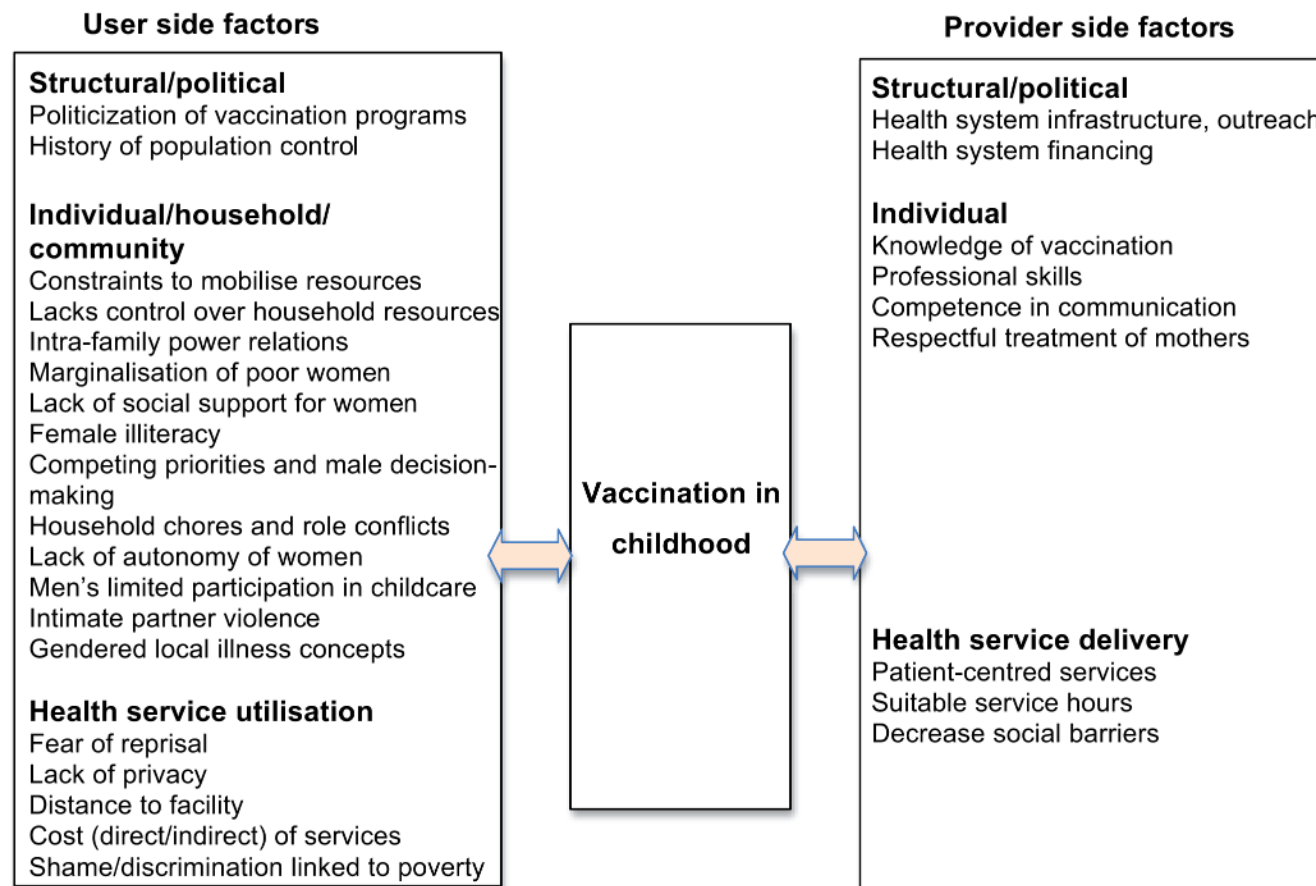 User side factors
Structural/political
Politicization of vaccination programs
History of population control
Individual/household/
community
Constraints to mobilise resources
Lacks control over household resources
Intra-family power relations
Marginalisation of poor women
Lack of social support for women
Female illiteracy
Competing priorities and male decision-
making
Household chores and role conflicts
Lack of autonomy of women
Men's limited participation in childcare
Intimate partner violence
Gendered local illness concepts
Health service utilisation
Fear of reprisal
Lack of privacy
Distance to facility
Cost (direct/indirect) of services
Shame/discrimination linked to poverty
Vaccination in
childhood
Provider side factors
Structural/political
Health system infrastructure, outreach
Health system financing
Individual
Knowledge of vaccination
Professional skills
Competence in communication
Respectful treatment of mothers
Health service delivery
Patient-centred services
Suitable service hours
Decrease social barriers